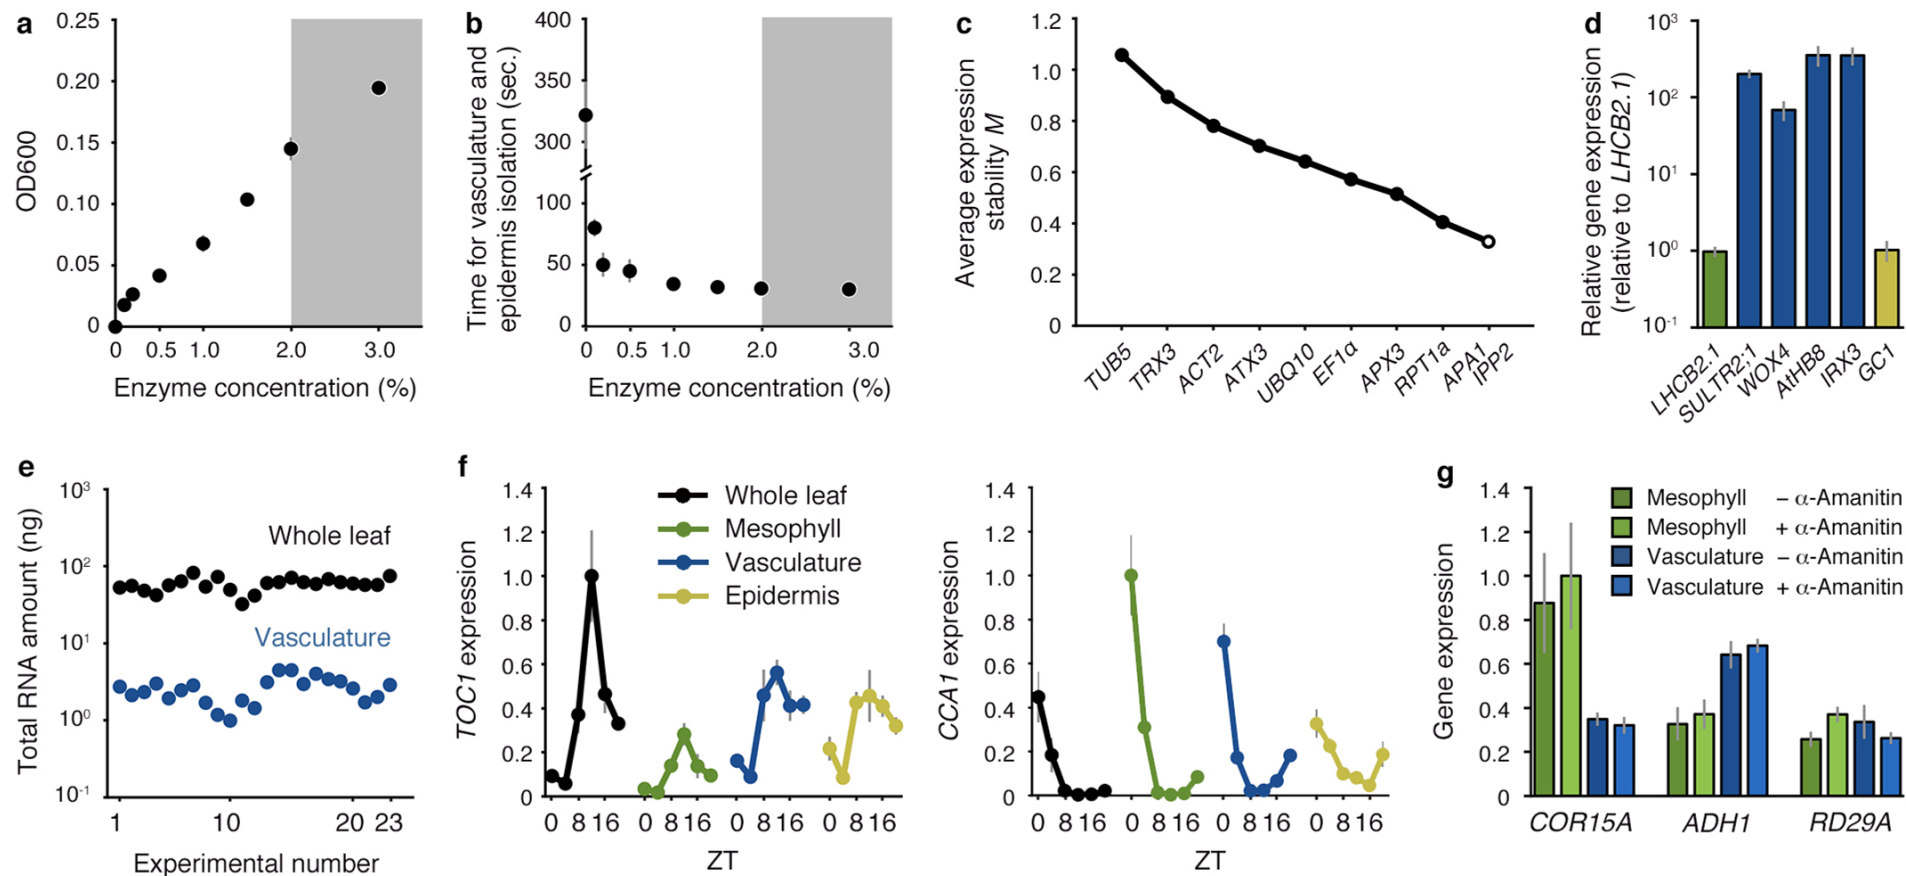 a
0.25
0.20
0.15
0.10
0.05
0
OD600
0 0.5 1.0 2.0 3.0
Enzyme concentration (%)
b
400
350
300
100
50
0
Time for vasculature and
epidermis isolation (sec.)
0 0.5 1.0 2.0 3.0
Enzyme concentration (%)
c
1.2
1.0
0.8
0.6
0.4
0.2
0
Average expression
stability M
TUB5
TRX3
ACT2
ATX3
UBQ10
EF1α
APX3
RPT1a
APA1
IPP2
d
10³
10²
10¹
10⁰
10⁻¹
Relative gene expression
(relative to LHCB2.1)
LHCB2.1
SULTR2;1
WOX4
AtHB8
IRX3
GC1
e
10³
10²
10¹
10⁰
10⁻¹
Total RNA amount (ng)
Whole leaf
Vasculature
1 10 20 23
Experimental number
f
1.4
1.2
1.0
0.8
0.6
0.4
0.2
0
TOC1 expression
Whole leaf
Mesophyll
Vasculature
Epidermis
0 8 16 0 8 16 0 8 16 0 8 16
ZT
1.4
1.2
1.0
0.8
0.6
0.4
0.2
0
CCA1 expression
0 8 16 0 8 16 0 8 16 0 8 16
ZT
g
1.4
1.2
1.0
0.8
0.6
0.4
0.2
0
Gene expression
Mesophyll − α-Amanitin
Mesophyll + α-Amanitin
Vasculature − α-Amanitin
Vasculature + α-Amanitin
COR15A ADH1 RD29A